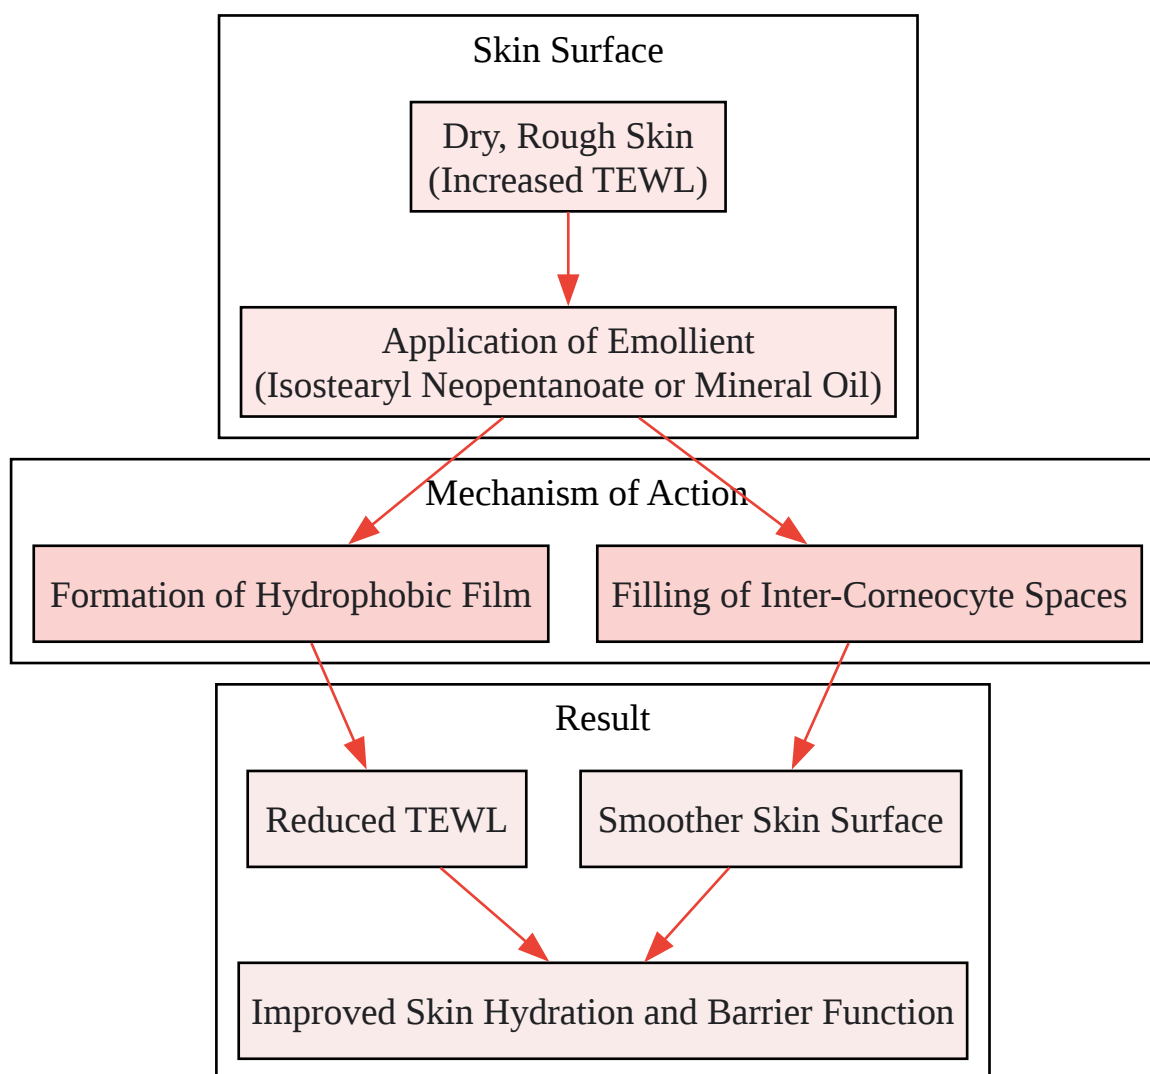 Skin Surface
Dry, Rough Skin
(Increased TEWL)
Application of Emollient
(Isostearyl Neopentanoate or Mineral Oil)
Mechanism of Action
Formation of Hydrophobic Film
Filling of Inter-Corneocyte Spaces
Result
Reduced TEWL
Smoother Skin Surface
Improved Skin Hydration and Barrier Function